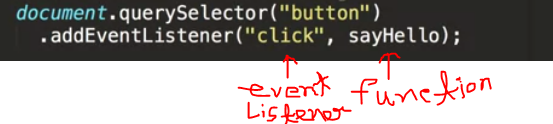 document.querySelector("button")
.addEventListener("click", sayHello);
event function
Listener